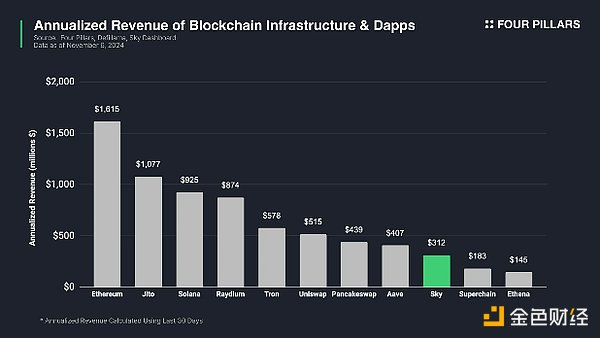 Annualized Revenue of Blockchain Infrastructure & Dapps
FOUR PILLARS
Source: Four Pillars, Defillama, Sky Dashboard
Data as of November 6, 2024
Annualized Revenue (millions $)
$2,000
$1,500
$1,000
$500
$0
$1,615
$1,077
$925
$874
$578
$515
$439
$407
$312
$183
$145
Ethereum
Jito
Solana
Raydium
Tron
Uniswap
Pancakeswap
Aave
Sky
Superchain
Ethena
* Annualized Revenue Calculated Using Last 30 Days
金色财经